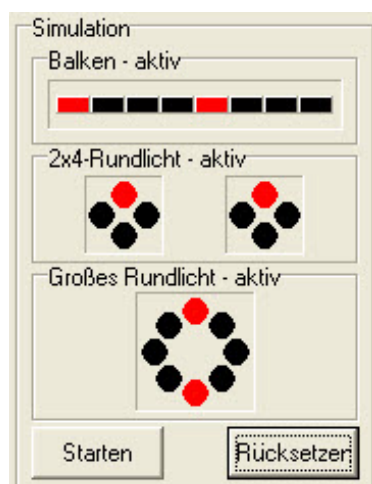 Simulation
Balken - aktiv
2x4-Rundlicht - aktiv
Großes Rundlicht - aktiv
Starten
Rücksetzen